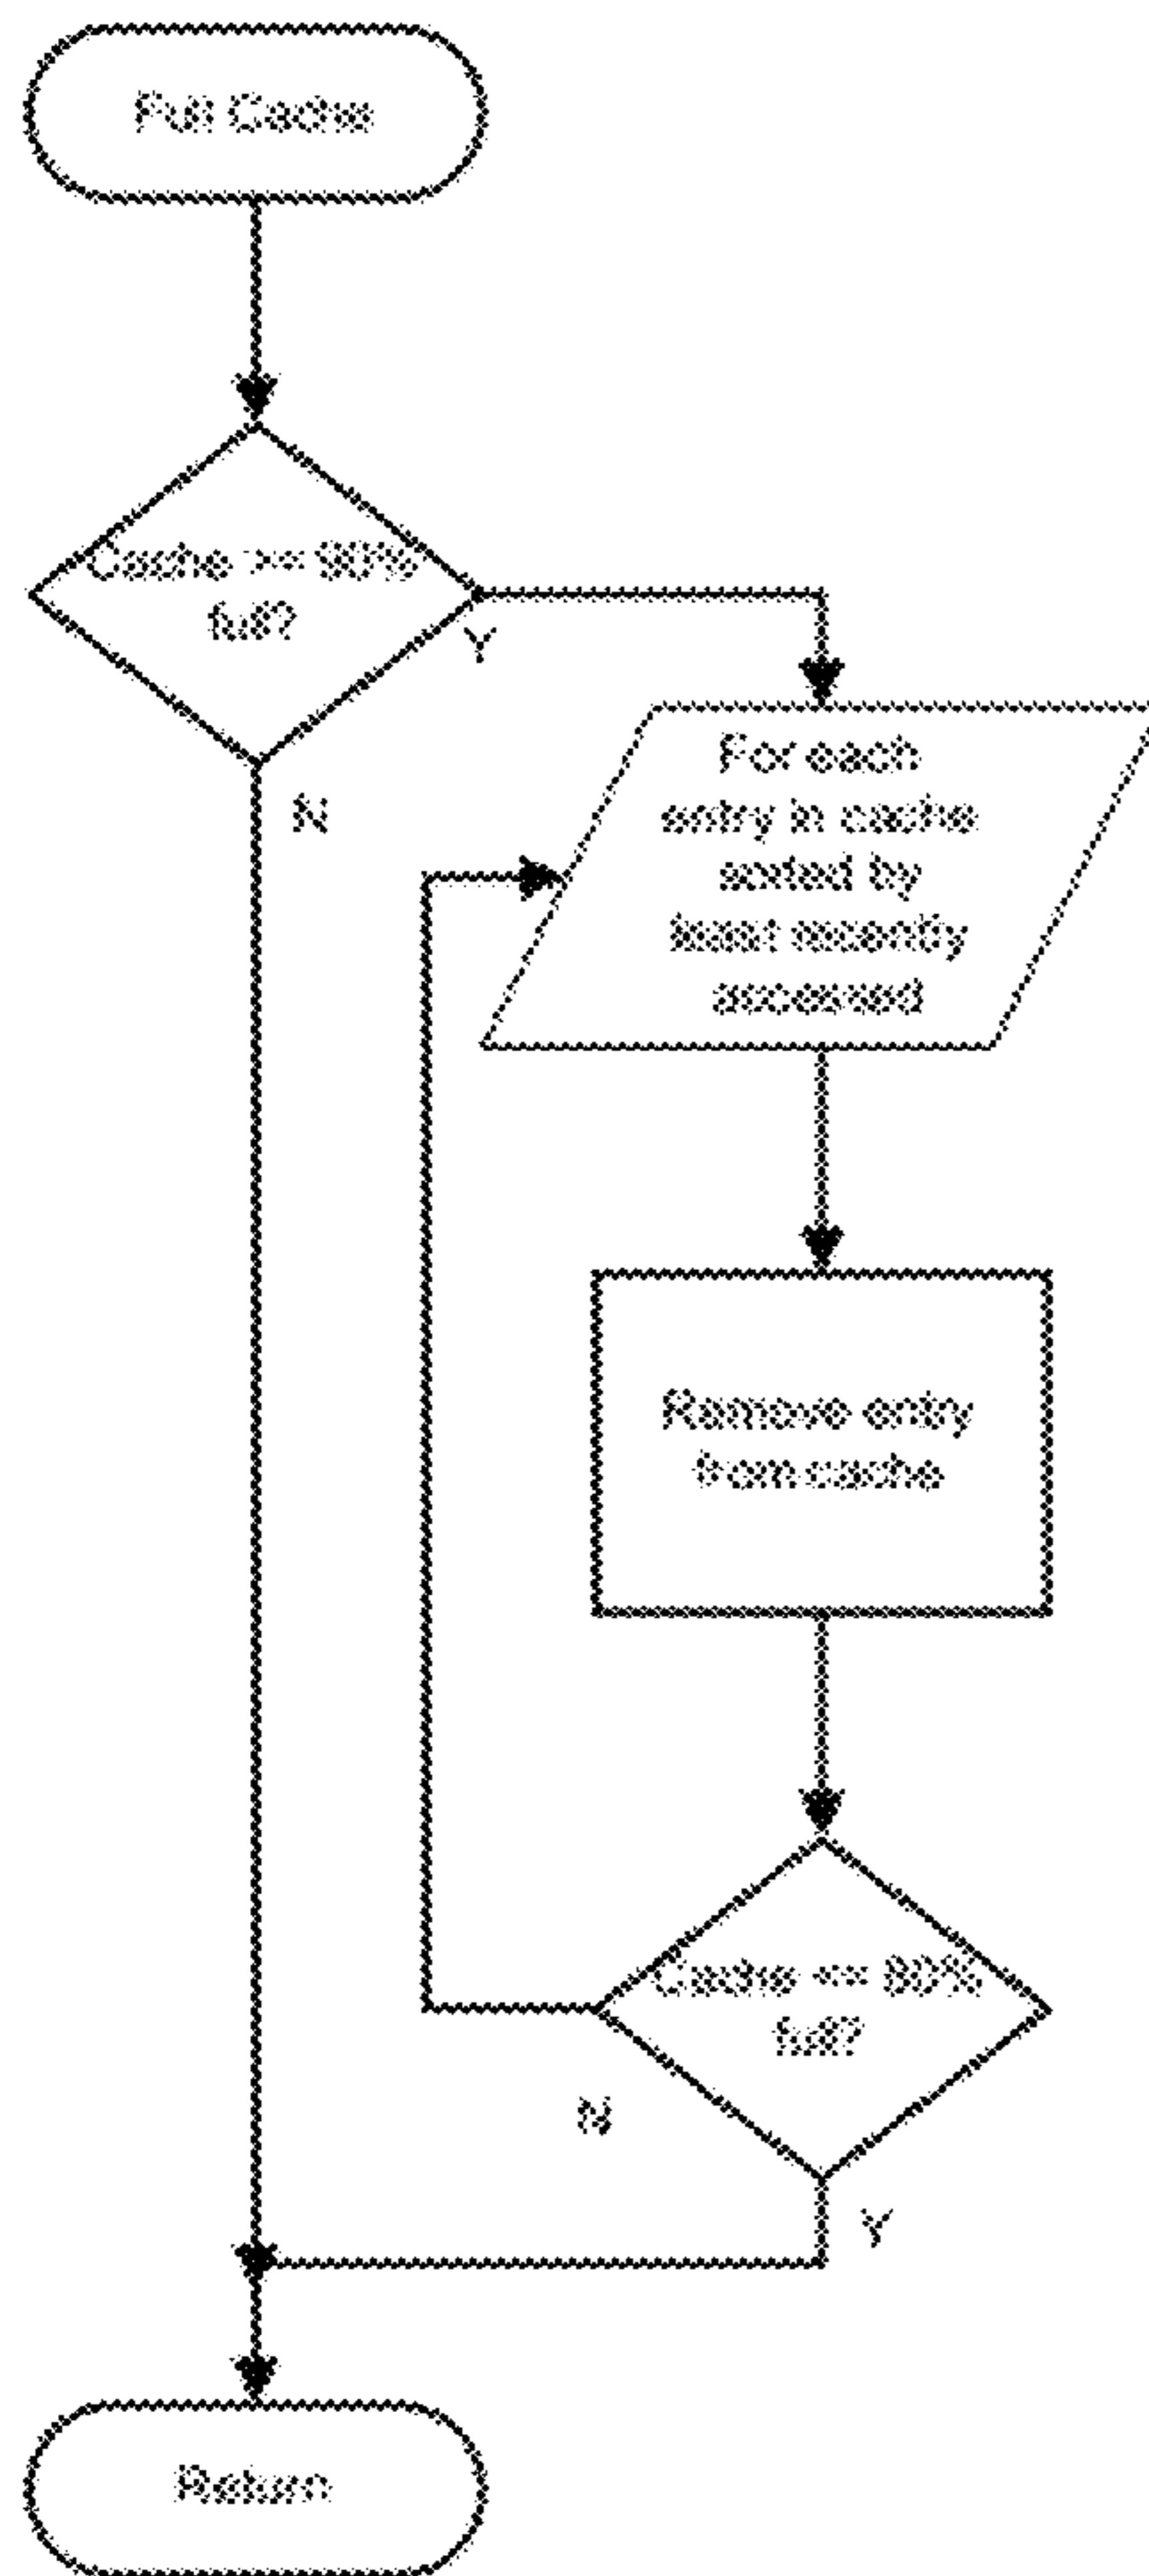 Full Cache
Cache >= 90%
full?
Y
N
For each
entry in cache
sorted by
least recently
accessed
Remove entry
from cache
Cache <= 80%
full?
N
Y
Return